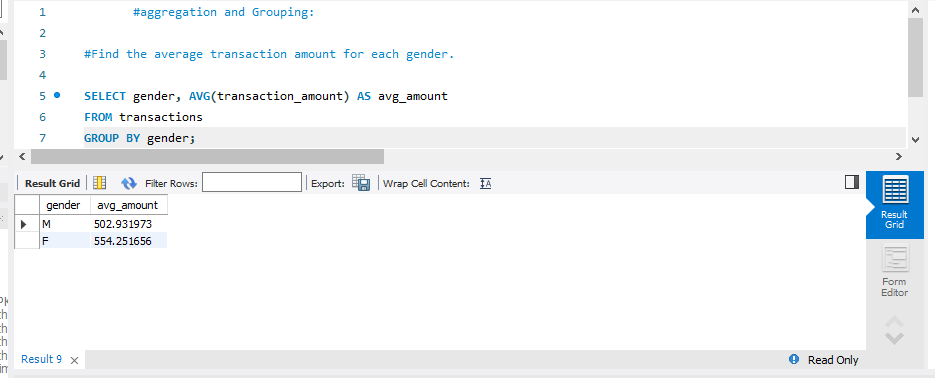 1 #aggregation and Grouping:
2
3 #Find the average transaction amount for each gender.
4
5 SELECT gender, AVG(transaction_amount) AS avg_amount
6 FROM transactions
7 GROUP BY gender;
Result Grid Filter Rows: Export: Wrap Cell Content: IA
gender avg_amount
M 502.931973
F 554.251656
Result
Grid
Form
Editor
Result 9 Read Only